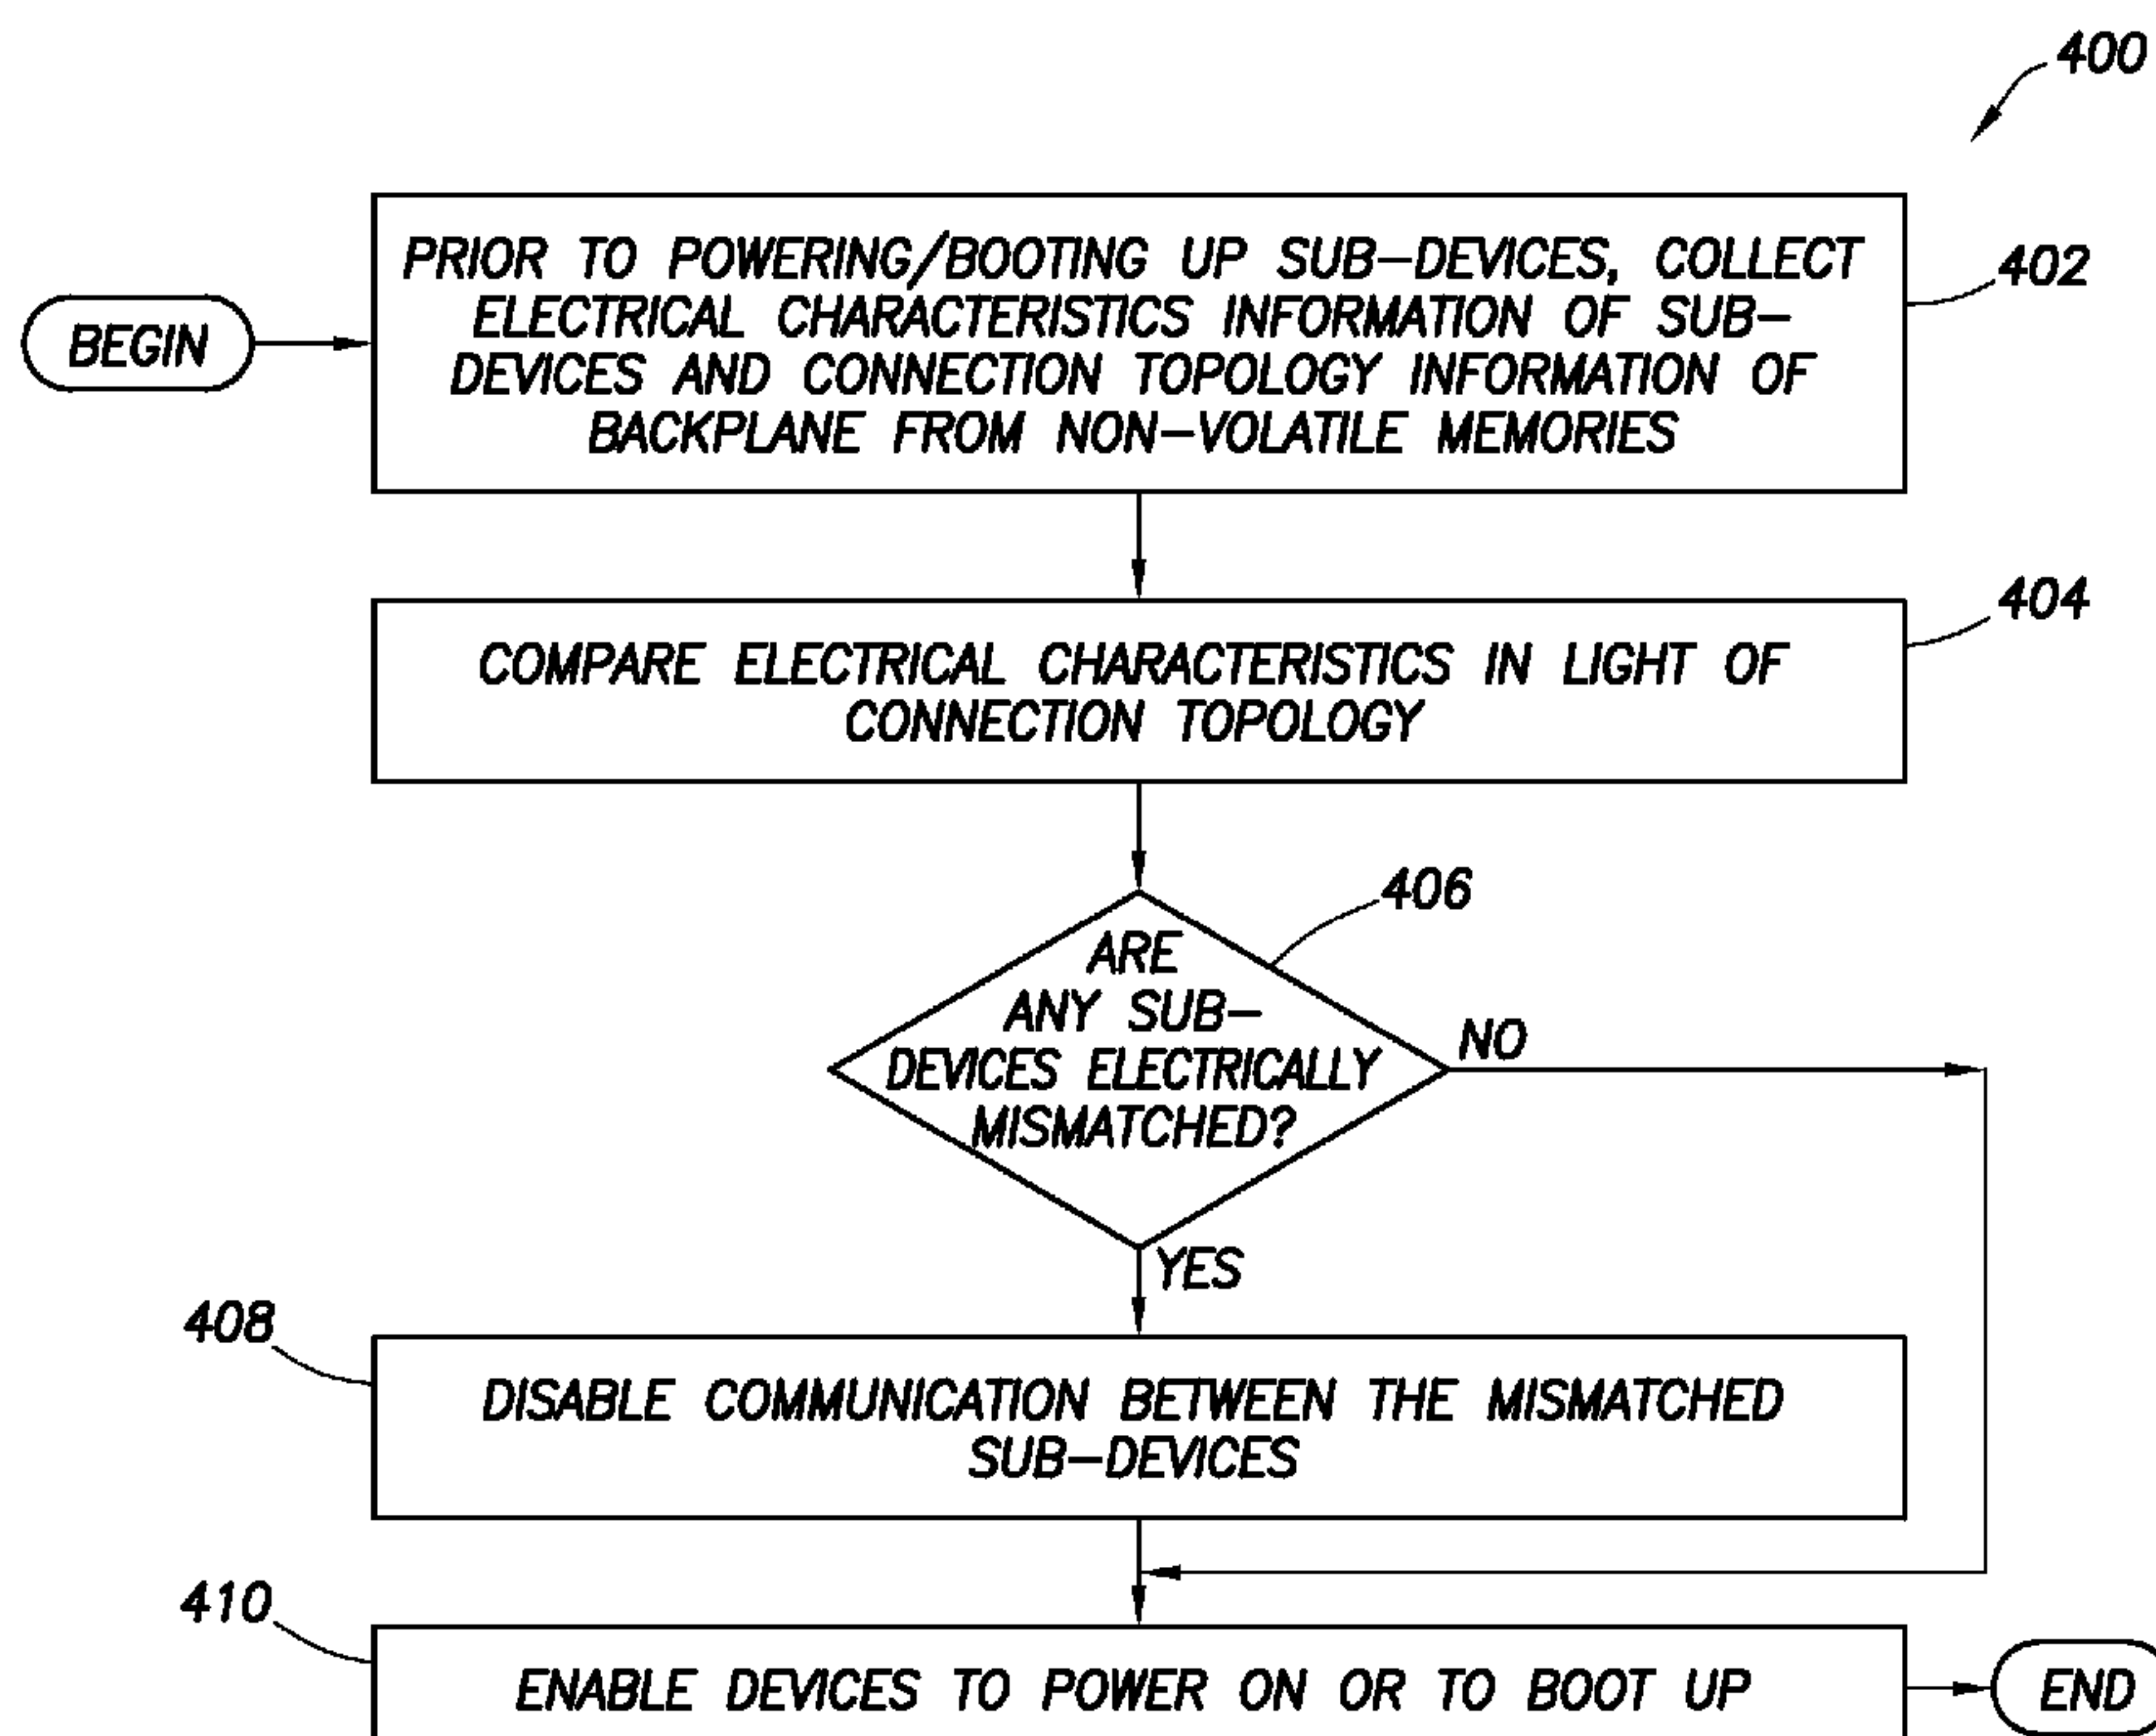 400
PRIOR TO POWERING/BOOTING UP SUB-DEVICES, COLLECT
ELECTRICAL CHARACTERISTICS INFORMATION OF SUB-
DEVICES AND CONNECTION TOPOLOGY INFORMATION OF
BACKPLANE FROM NON-VOLATILE MEMORIES
402
BEGIN
COMPARE ELECTRICAL CHARACTERISTICS IN LIGHT OF
CONNECTION TOPOLOGY
404
406
ARE
ANY SUB-
DEVICES ELECTRICALLY
MISMATCHED?
NO
YES
408
DISABLE COMMUNICATION BETWEEN THE MISMATCHED
SUB-DEVICES
410
ENABLE DEVICES TO POWER ON OR TO BOOT UP
END